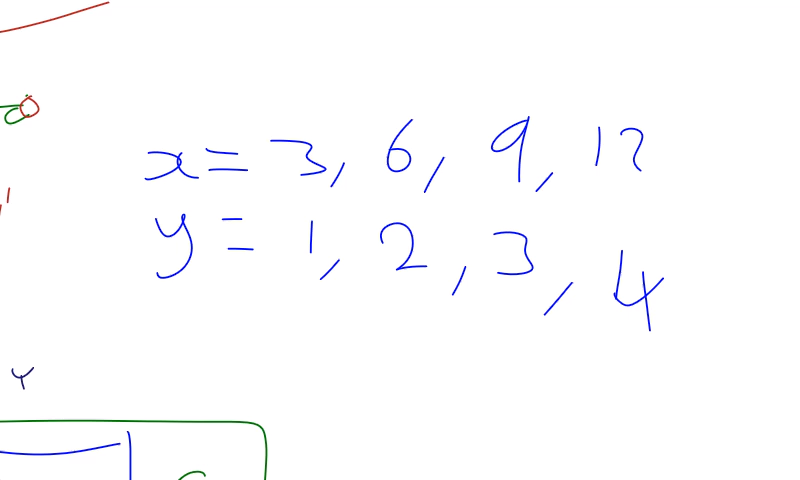 x = 3, 6, 9, 12
y = 1, 2, 3, 4
Y